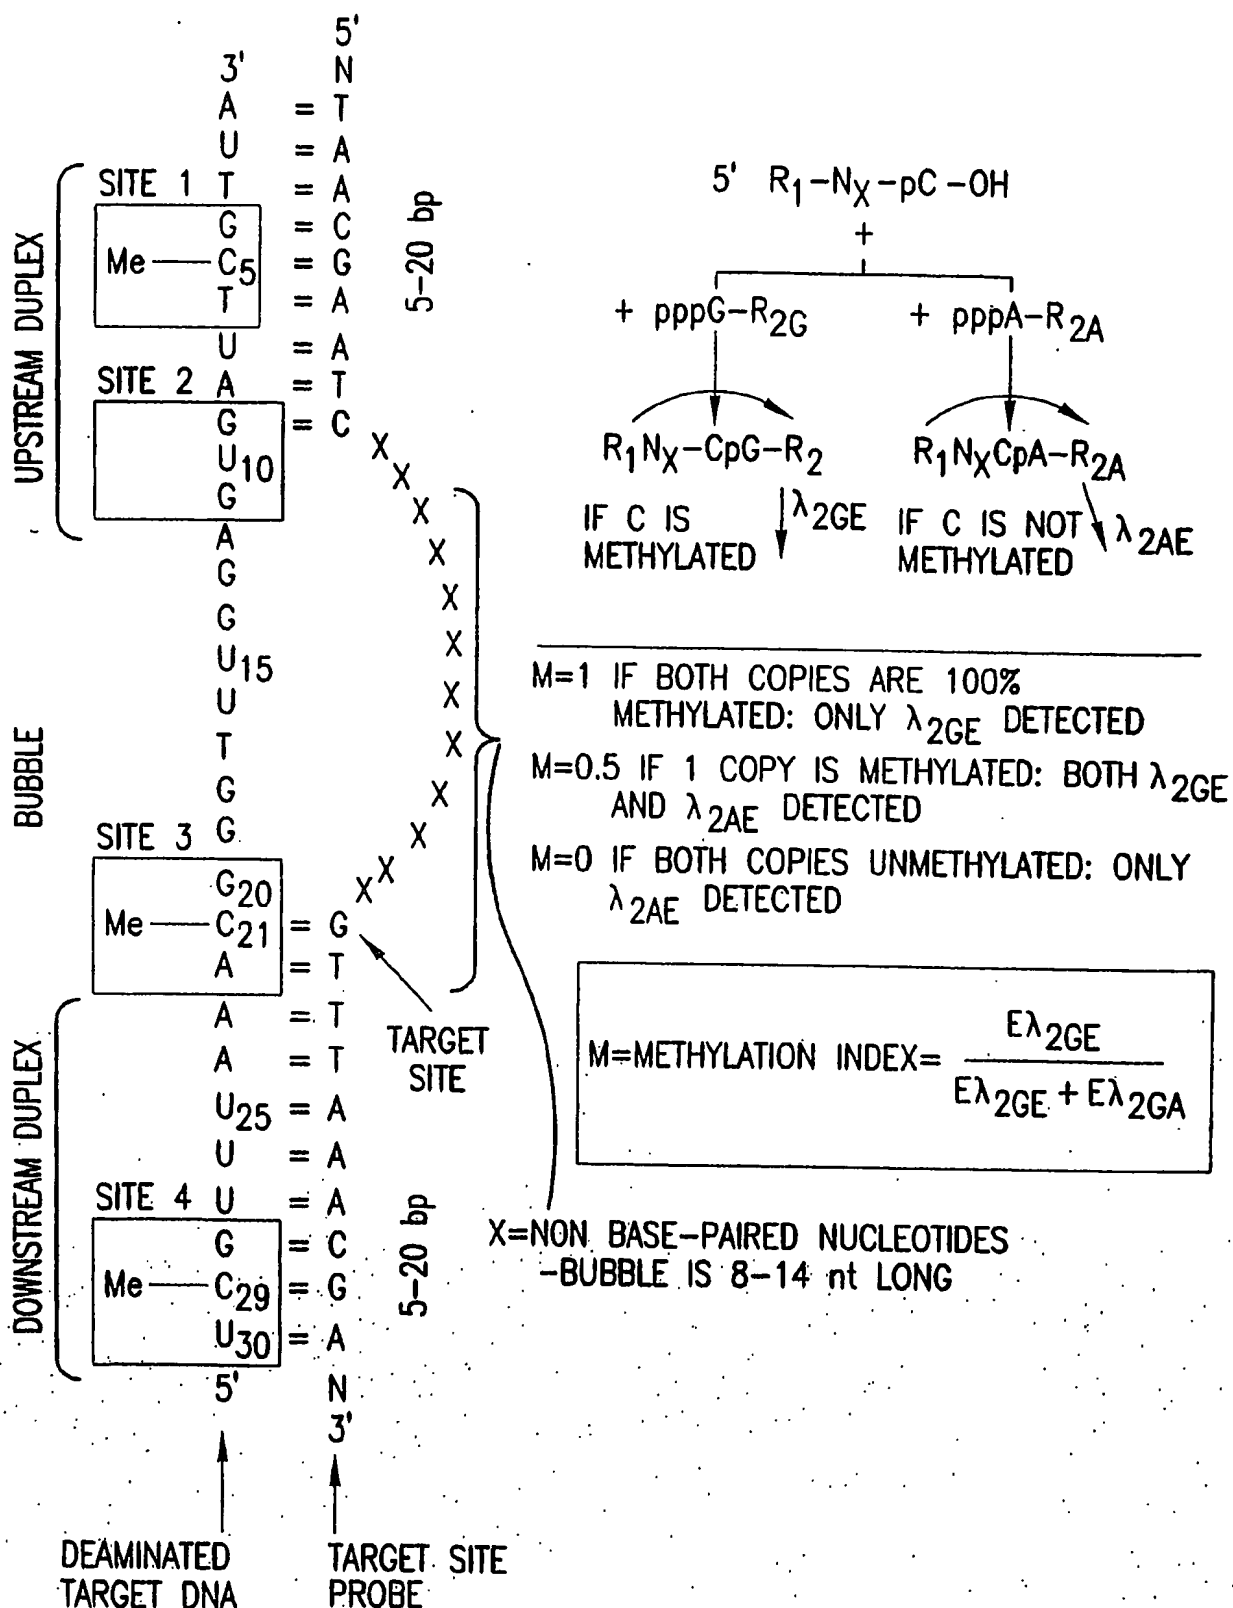 5'
3' N
A = T
U = A
SITE 1 T = A
G = C
Me — C5 = G
T = A
U = A
SITE 2 A = T
G = C
U10
G
A
G
G
U15
U
T
G
SITE 3 G
G20
Me — C21 = G
A = T
A = T
A = T
U25 = A
U = A
SITE 4 U = A
G = C
Me — C29 = G
U30 = A
5' N
3'
X
X
X
X
X
X
X
X
X
X
X
X
UPSTREAM DUPLEX
BUBBLE
DOWNSTREAM DUPLEX
5-20 bp
5-20 bp
TARGET
SITE
DEAMINATED
TARGET DNA
TARGET SITE
PROBE
5' R1-NX-pC-OH
+
+ pppG-R2G + pppA-R2A
R1NX-CpG-R2 R1NXCpA-R2A
IF C IS
METHYLATED
λ2GE
IF C IS NOT
METHYLATED
λ2AE
M=1 IF BOTH COPIES ARE 100%
METHYLATED: ONLY λ2GE DETECTED
M=0.5 IF 1 COPY IS METHYLATED: BOTH λ2GE
AND λ2AE DETECTED
M=0 IF BOTH COPIES UNMETHYLATED: ONLY
λ2AE DETECTED
M=METHYLATION INDEX=
Eλ2GE
Eλ2GE + Eλ2GA
X=NON BASE-PAIRED NUCLEOTIDES
-BUBBLE IS 8-14 nt LONG